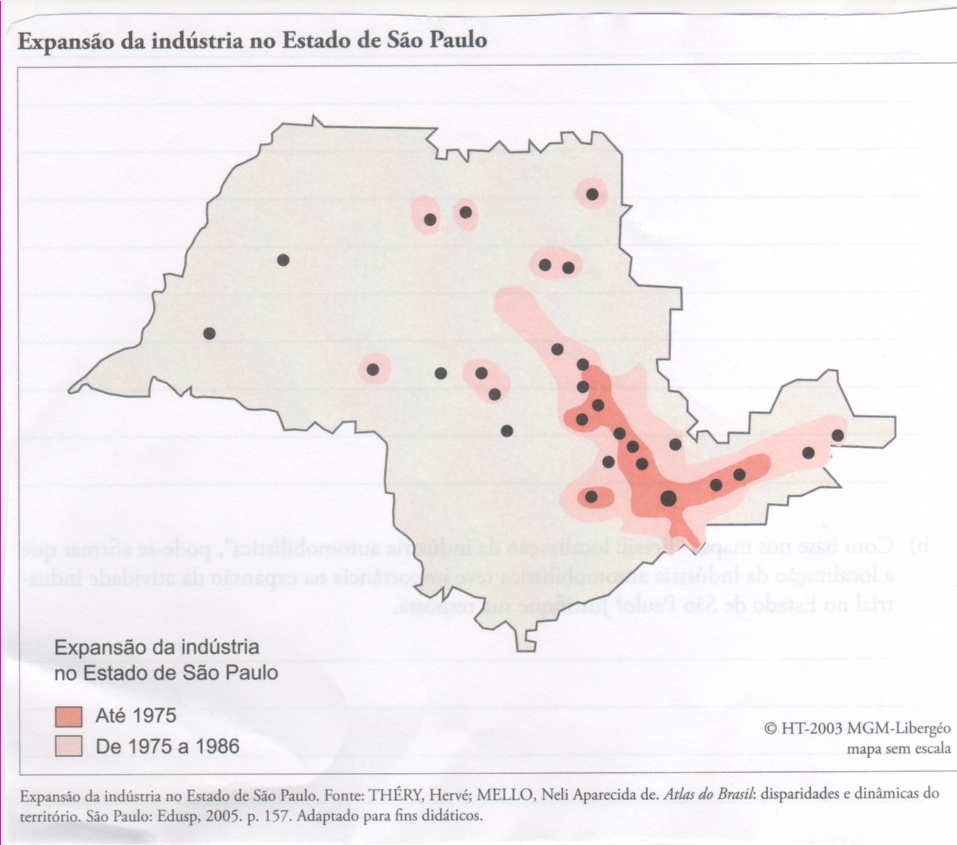 Expansão da indústria no Estado de São Paulo
Expansão da indústria
no Estado de São Paulo
Até 1975
De 1975 a 1986
© HT-2003 MGM-Libergéo
mapa sem escala
Expansão da indústria no Estado de São Paulo. Fonte: THÉRY, Hervé; MELLO, Neli Aparecida de. Atlas do Brasil: disparidades e dinâmicas do
território. São Paulo: Edusp, 2005. p. 157. Adaptado para fins didáticos.